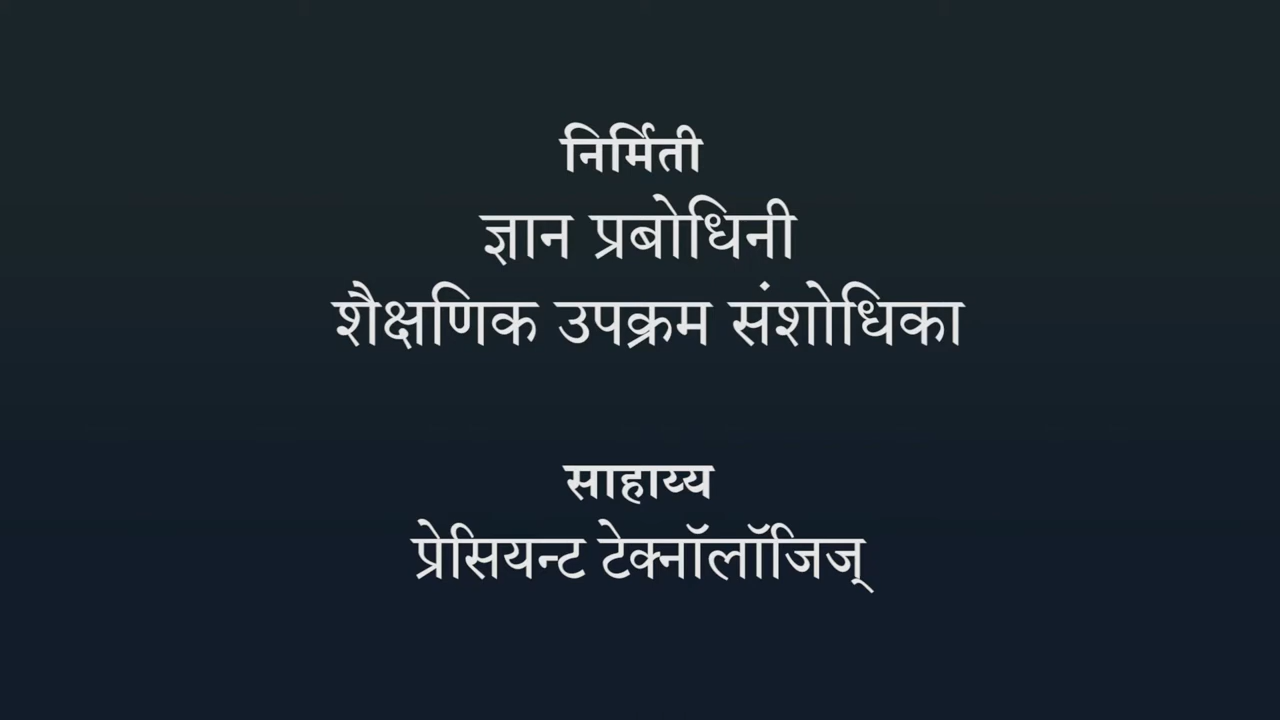 निर्मिती
ज्ञान प्रबोधिनी
शैक्षणिक उपक्रम संशोधिका
साहाय्य
प्रेसियन्ट टेक्नॉलॉजिज्